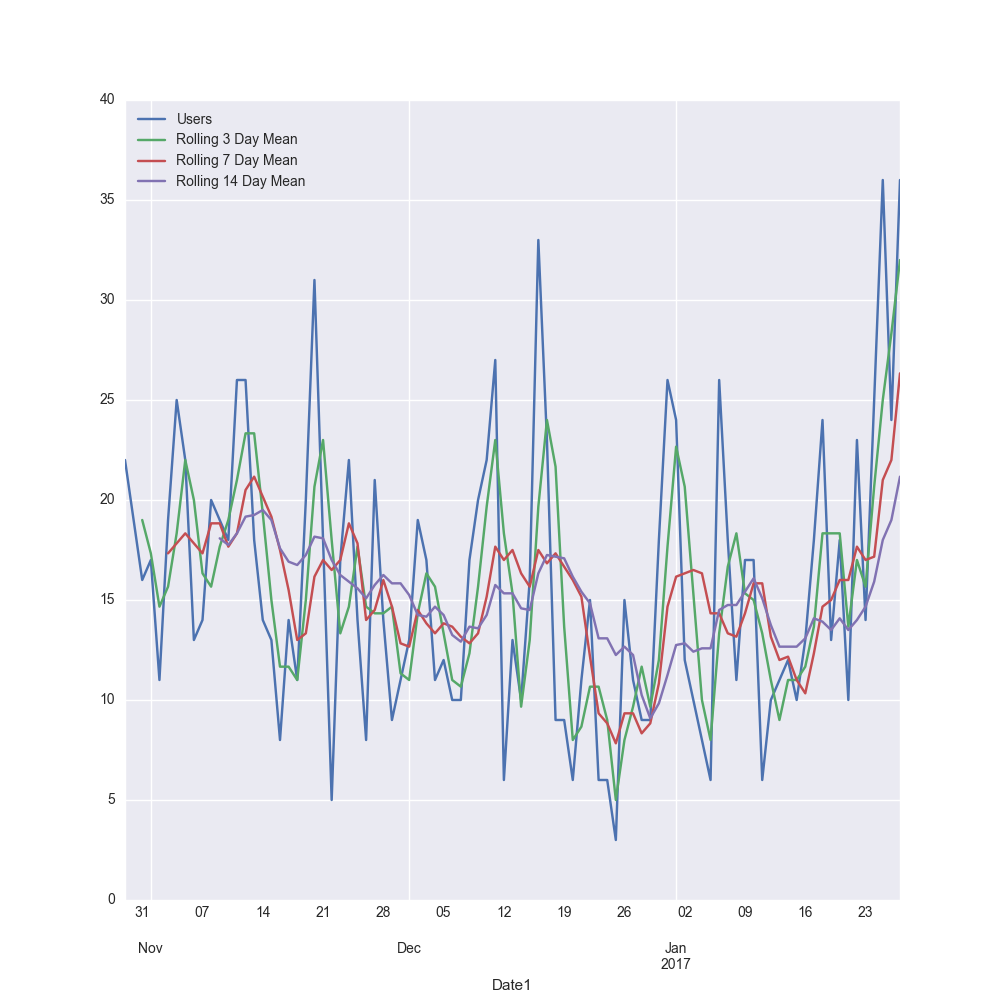 40
Users
Rolling 3 Day Mean
Rolling 7 Day Mean
Rolling 14 Day Mean
35
30
25
20
15
10
5
0
31 07 14 21 28 05 12 19 26 02 09 16 23
Nov Dec Jan
2017
Date1